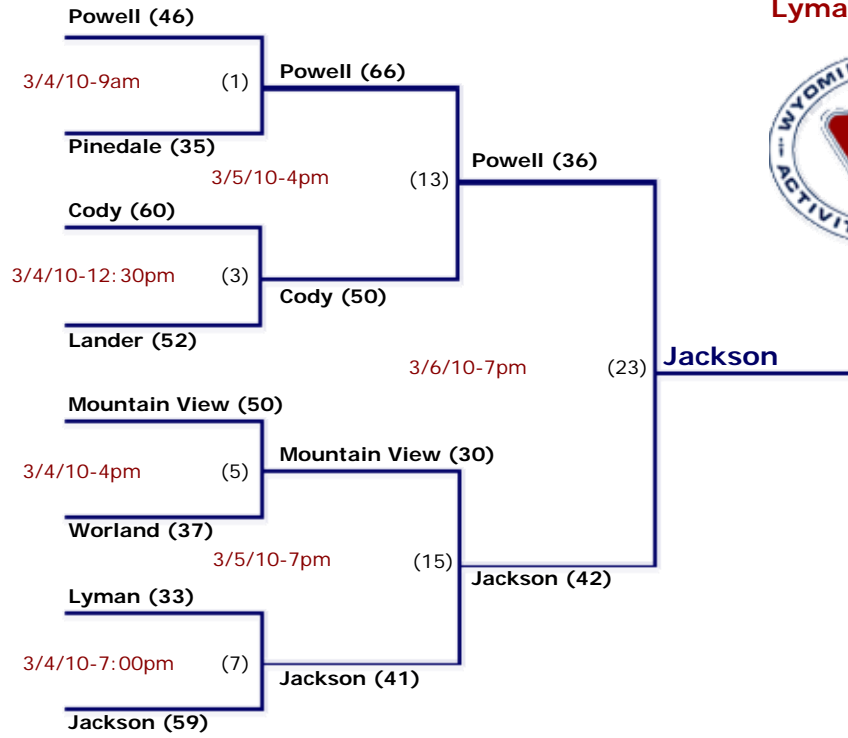 Lyma
Powell (46)
3/4/10-9am
(1)
Powell (66)
Pinedale (35)
3/5/10-4pm
(13)
Powell (36)
Cody (60)
3/4/10-12:30pm
(3)
Cody (50)
Lander (52)
3/6/10-7pm
(23)
Jackson
Mountain View (50)
3/4/10-4pm
(5)
Mountain View (30)
Worland (37)
3/5/10-7pm
(15)
Jackson (42)
Lyman (33)
3/4/10-7:00pm
(7)
Jackson (41)
Jackson (59)
WYOMI
ACTIVIT